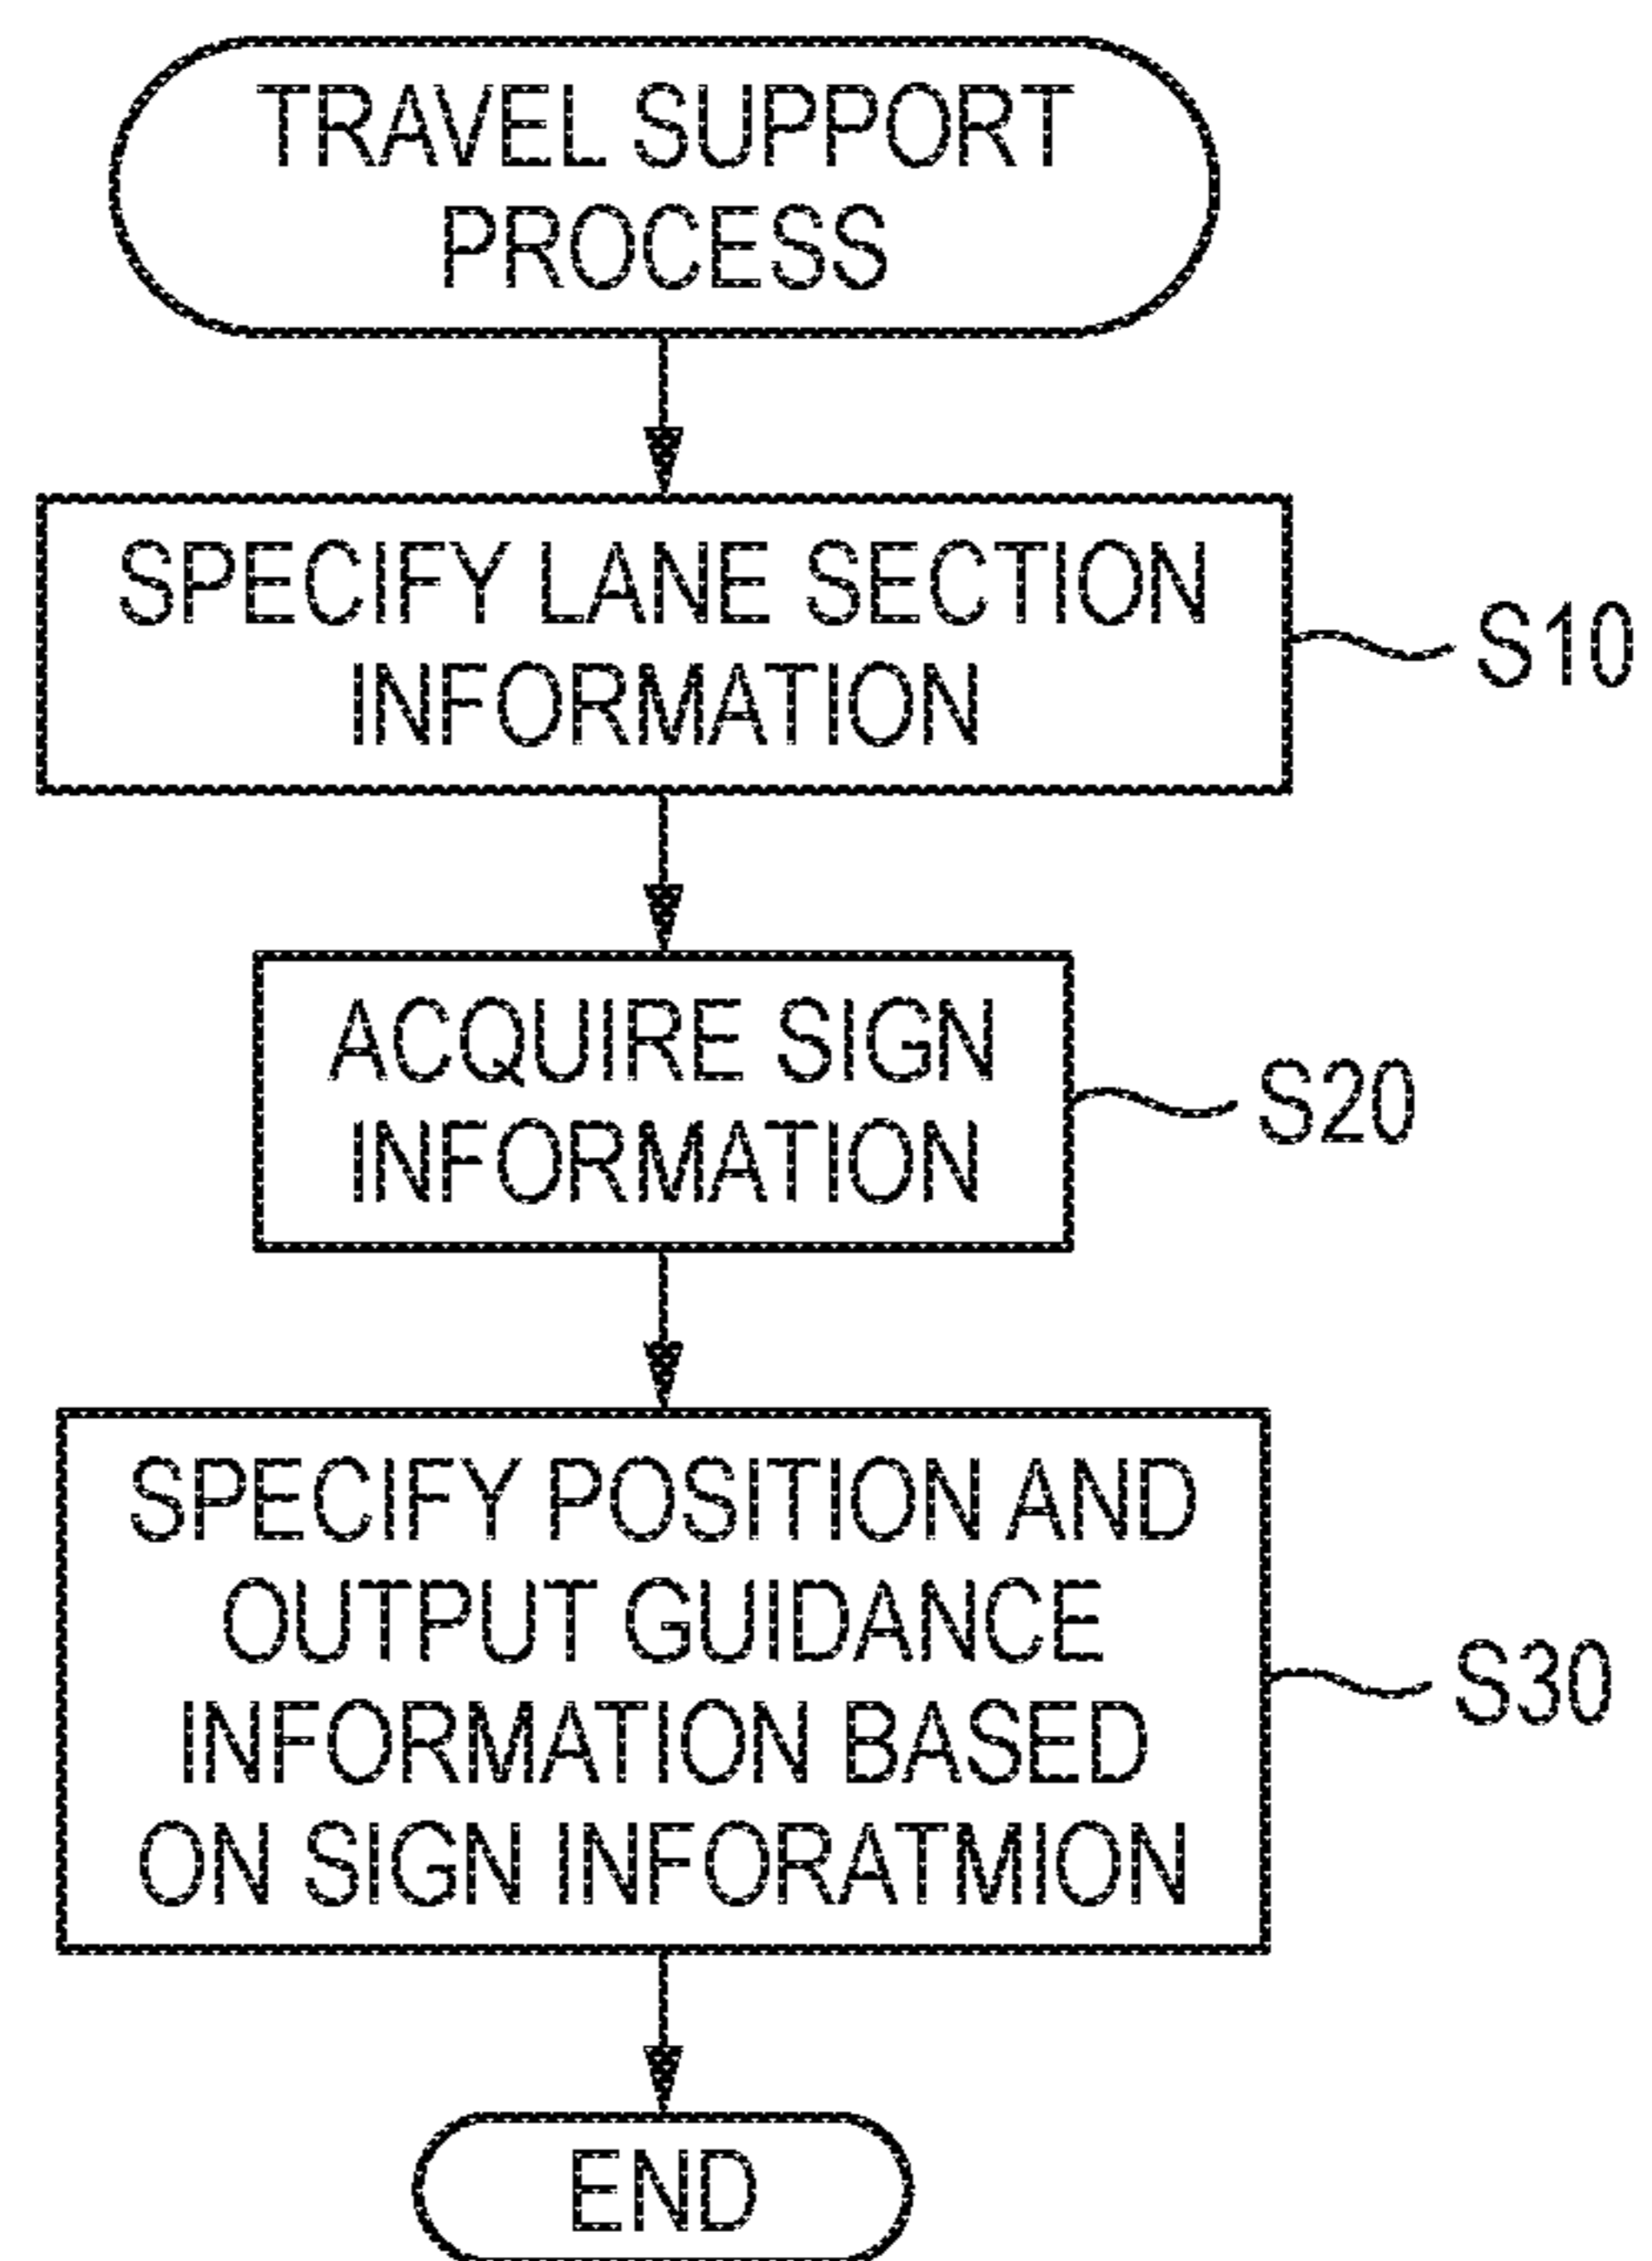 TRAVEL SUPPORT
PROCESS
SPECIFY LANE SECTION
INFORMATION
S10
ACQUIRE SIGN
INFORMATION
S20
SPECIFY POSITION AND
OUTPUT GUIDANCE
INFORMATION BASED
ON SIGN INFORATMION
S30
END